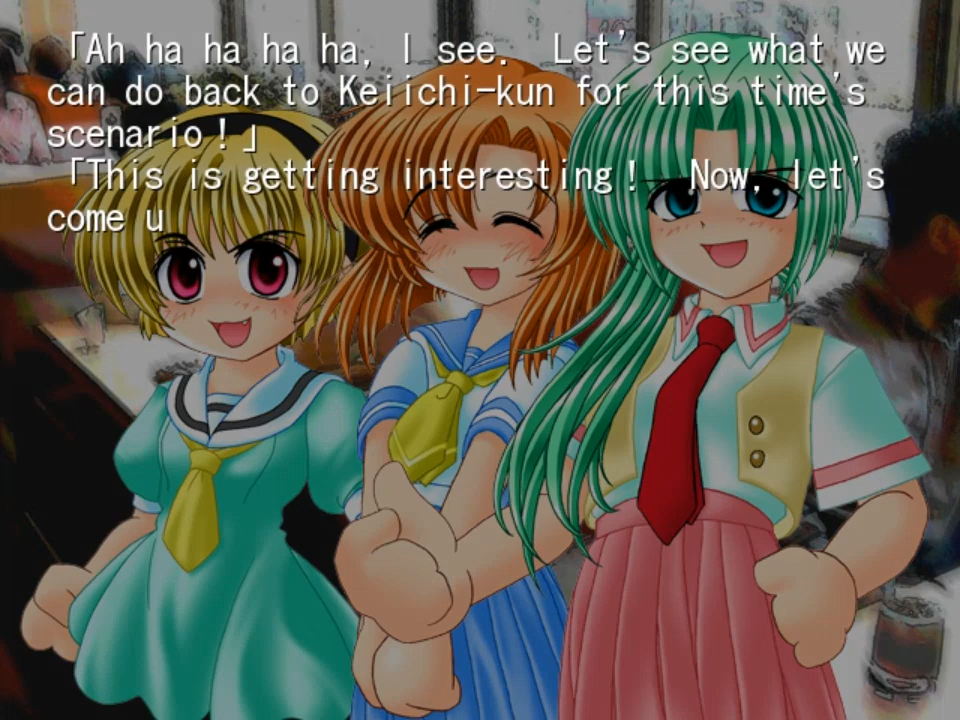 「Ah ha ha ha ha, I see.  Let's see what we
can do back to Keiichi-kun for this time's
scenario！」
「This is getting interesting！  Now, let's
come u